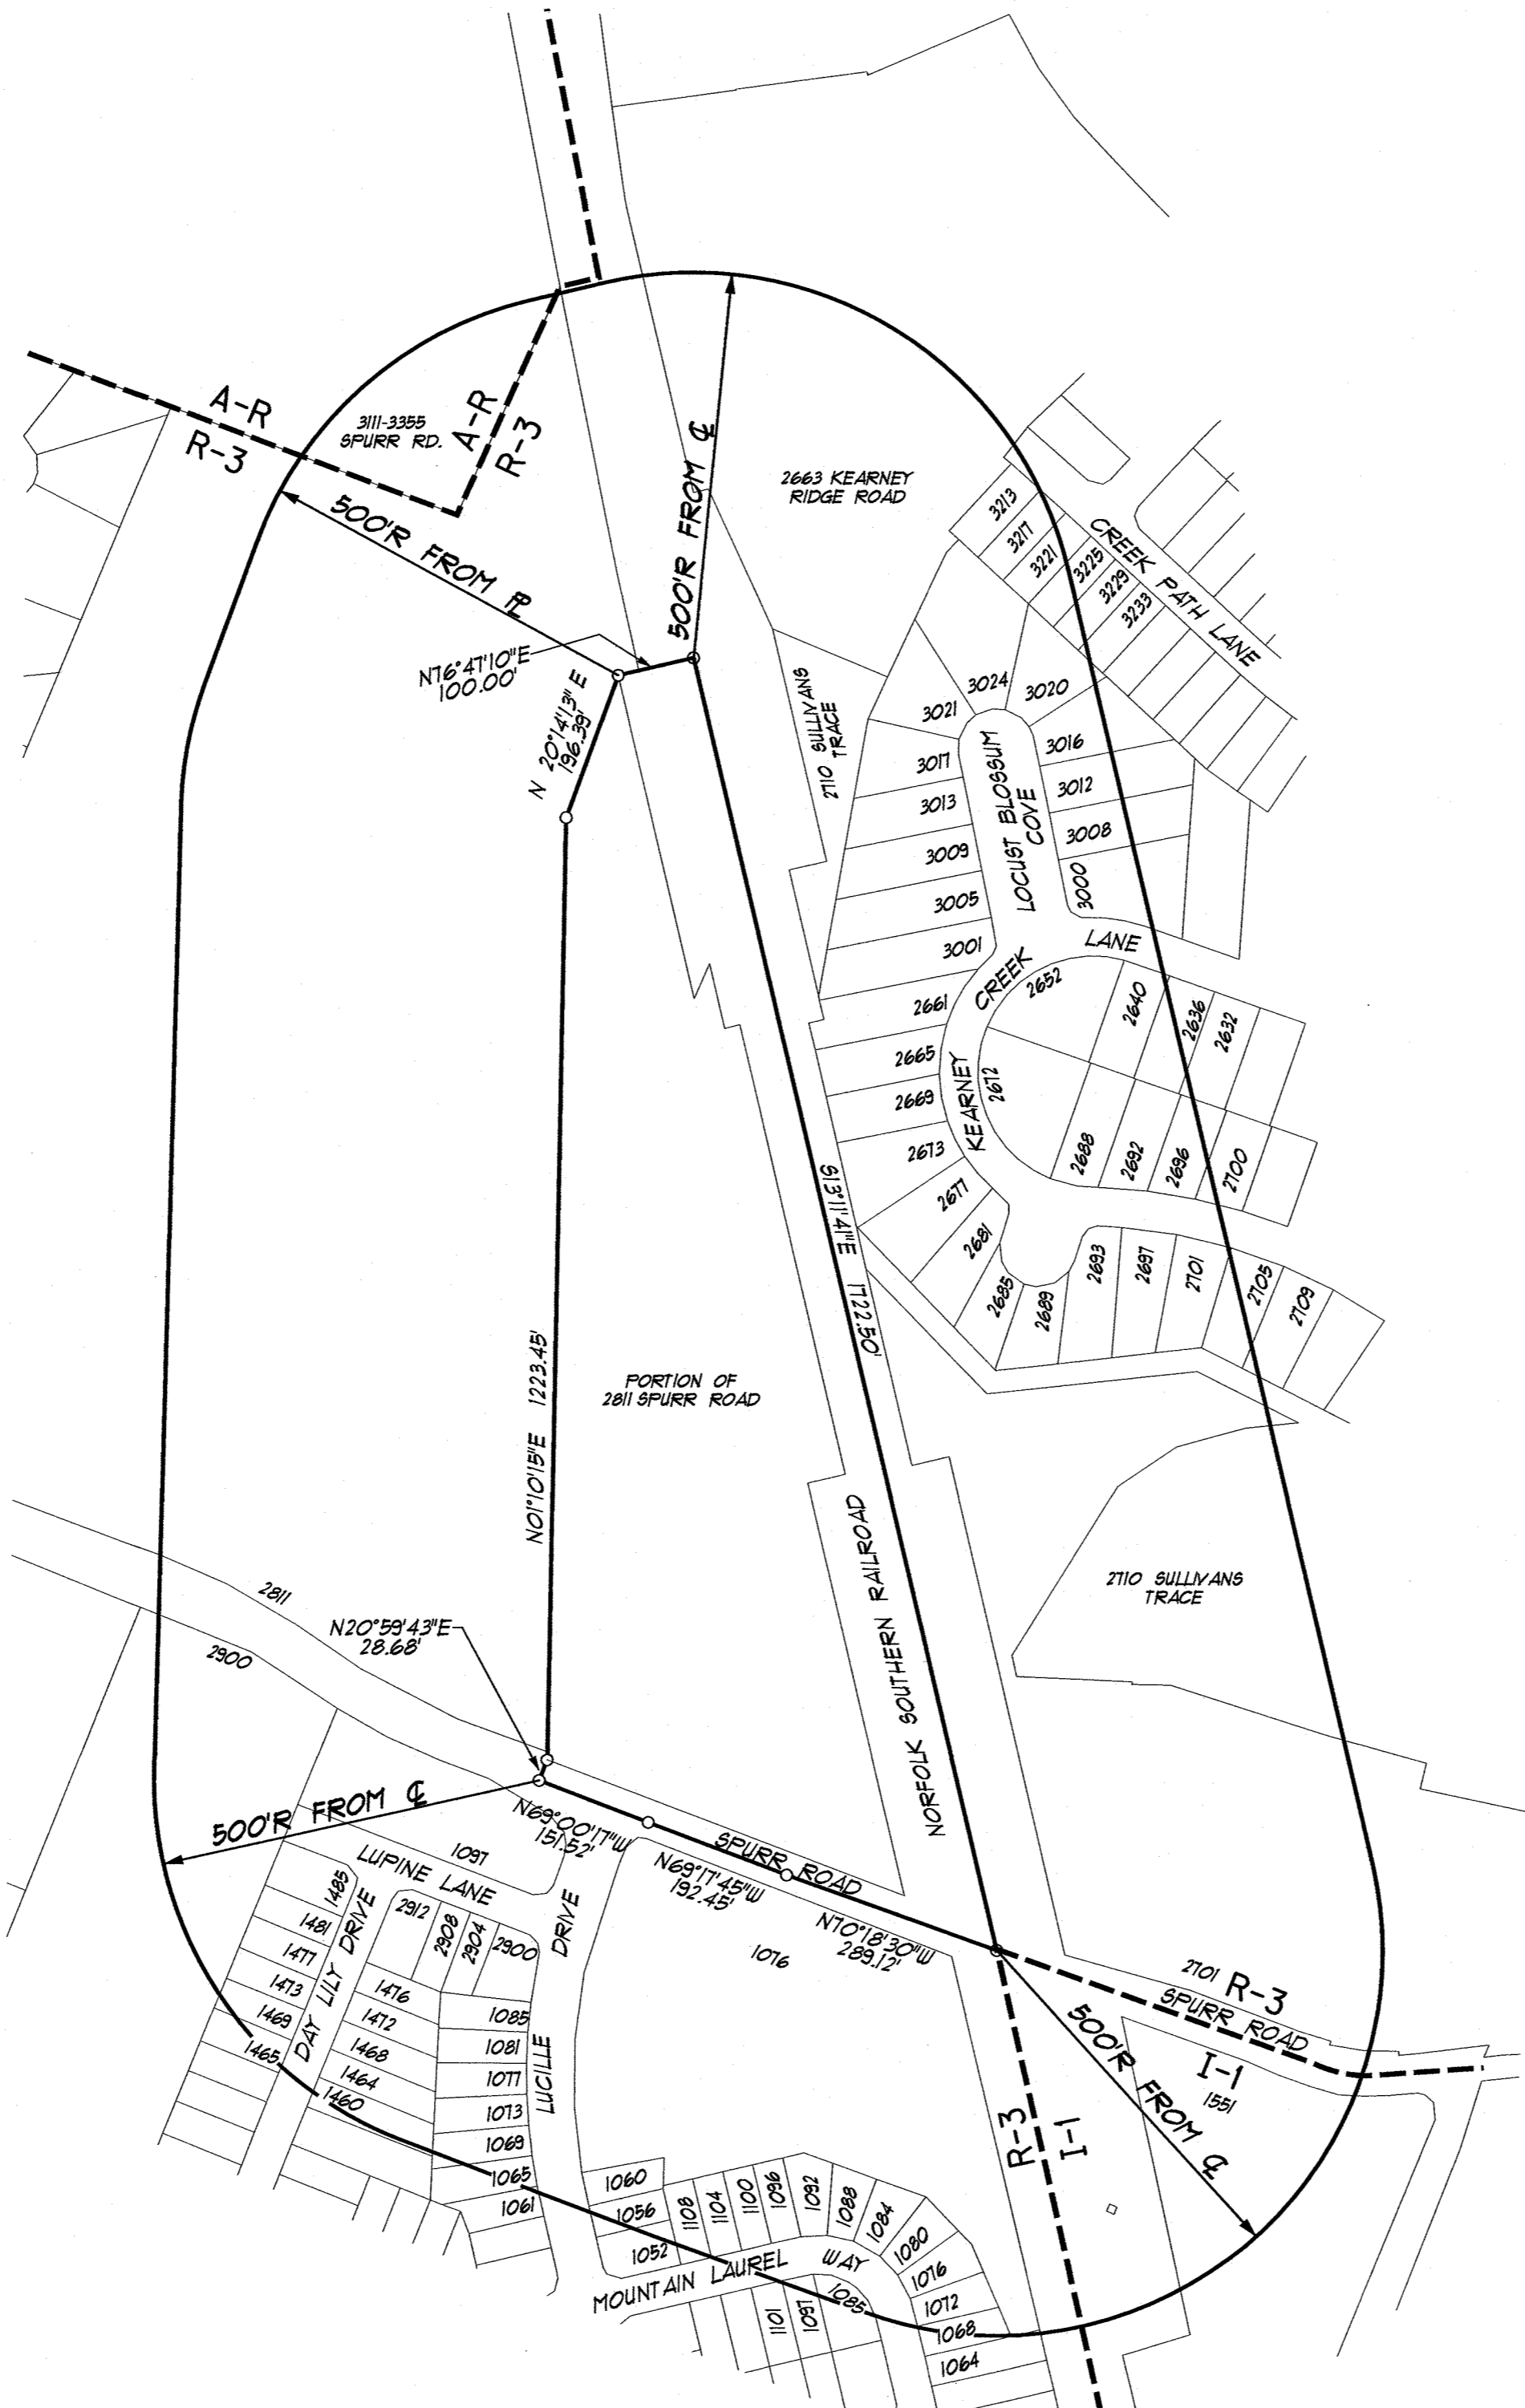 A-R
R-3
3111-3355
SPURR RD.
A-R
R-3
500'R FROM ℄
2663 KEARNEY
RIDGE ROAD
500'R FROM ⅊
3213
3217
3221
3225
3229
3233
CREEK PATH LANE
N76°47'10"E
100.00'
N 20°14'13" E
196.39'
2710 SULLIVANS
TRACE
3024
3020
3021
3016
3017
3012
3013
3008
3009
3000
3005
3001
LOCUST BLOSSUM
COVE
KEARNEY CREEK LANE
2652
2640
2636
2632
2661
2665
2669
2672
2673
2677
2681
2685
2688
2692
2696
2700
2689
2693
2697
2701
2705
2709
S13°11'41"E 1722.50'
N01°10'15"E 1223.45'
PORTION OF
2811 SPURR ROAD
NORFOLK SOUTHERN RAILROAD
2710 SULLIVANS
TRACE
2811
2900
N20°59'43"E
28.68'
500'R FROM ℄
N69°00'17"W
151.52'
N69°17'45"W
192.45'
SPURR ROAD
N70°18'30"W
289.12'
1097
LUPINE LANE
1485
1481
1477
1473
1469
1465
DAY LILY DRIVE
2912
2908
2904
2900
1476
1472
1468
1464
1460
1085
1081
1077
1073
1069
1065
1061
LUCILLE DRIVE
1076
2701
R-3
SPURR ROAD
I-1
1551
500'R FROM ℄
R-3
I-1
1060
1056
1052
1108
1104
1100
1096
1092
1088
1084
1080
1076
1072
1068
1064
MOUNTAIN LAUREL WAY
1101
1097
1085